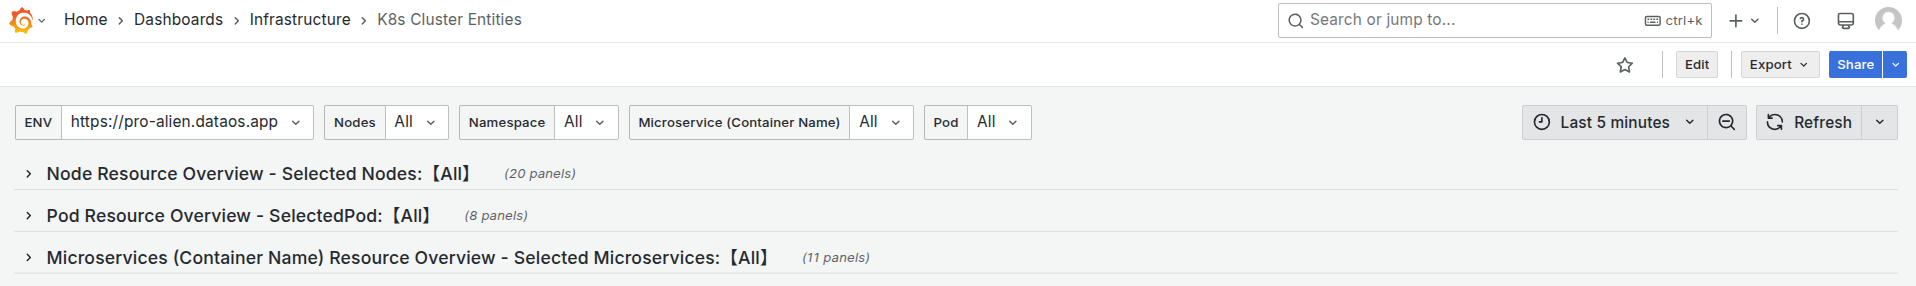 Home > Dashboards > Infrastructure > K8s Cluster Entities Search or jump to... ctrl+k
Edit Export Share
ENV https://pro-alien.dataos.app Nodes All Namespace All Microservice (Container Name) All Pod All Last 5 minutes Refresh
Node Resource Overview - Selected Nodes:【All】 (20 panels)
Pod Resource Overview - SelectedPod:【All】 (8 panels)
Microservices (Container Name) Resource Overview - Selected Microservices:【All】 (11 panels)